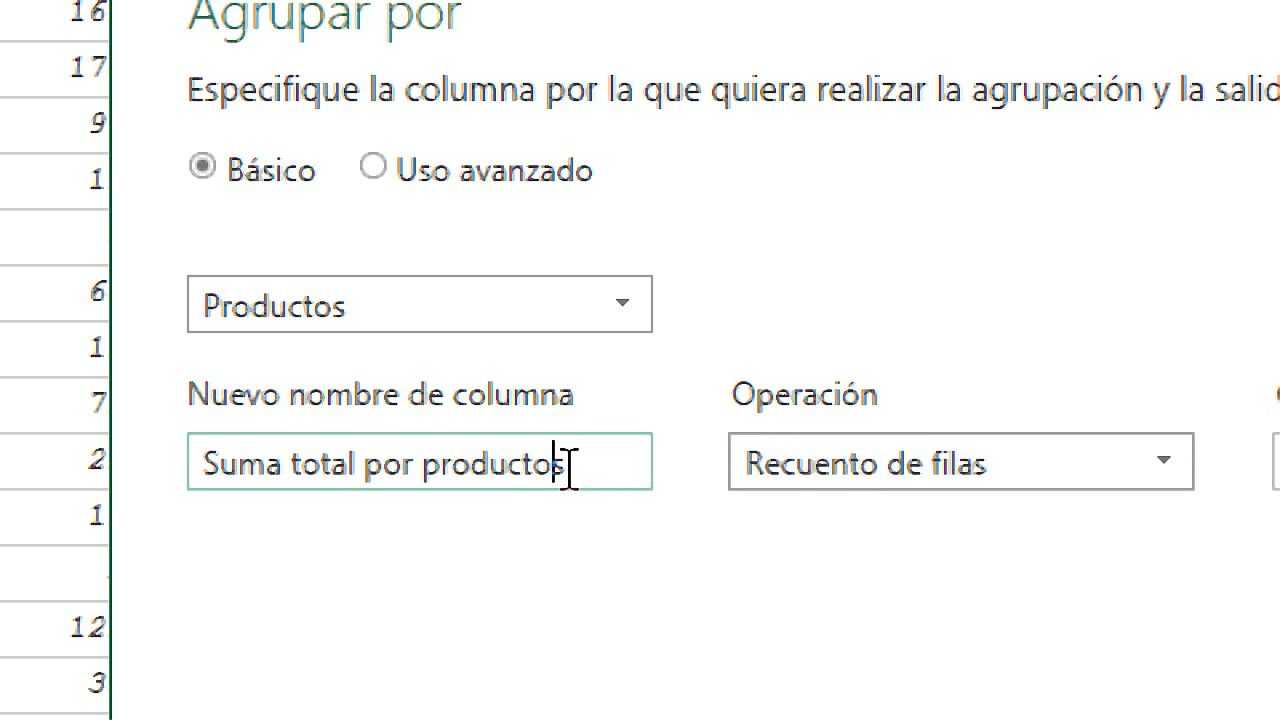 16
Agrupar por
17
Especifique la columna por la que quiera realizar la agrupación y la salid
9
1
Básico Uso avanzado
6
Productos
1
7
Nuevo nombre de columna Operación
2
Suma total por productos Recuento de filas
1
12
3